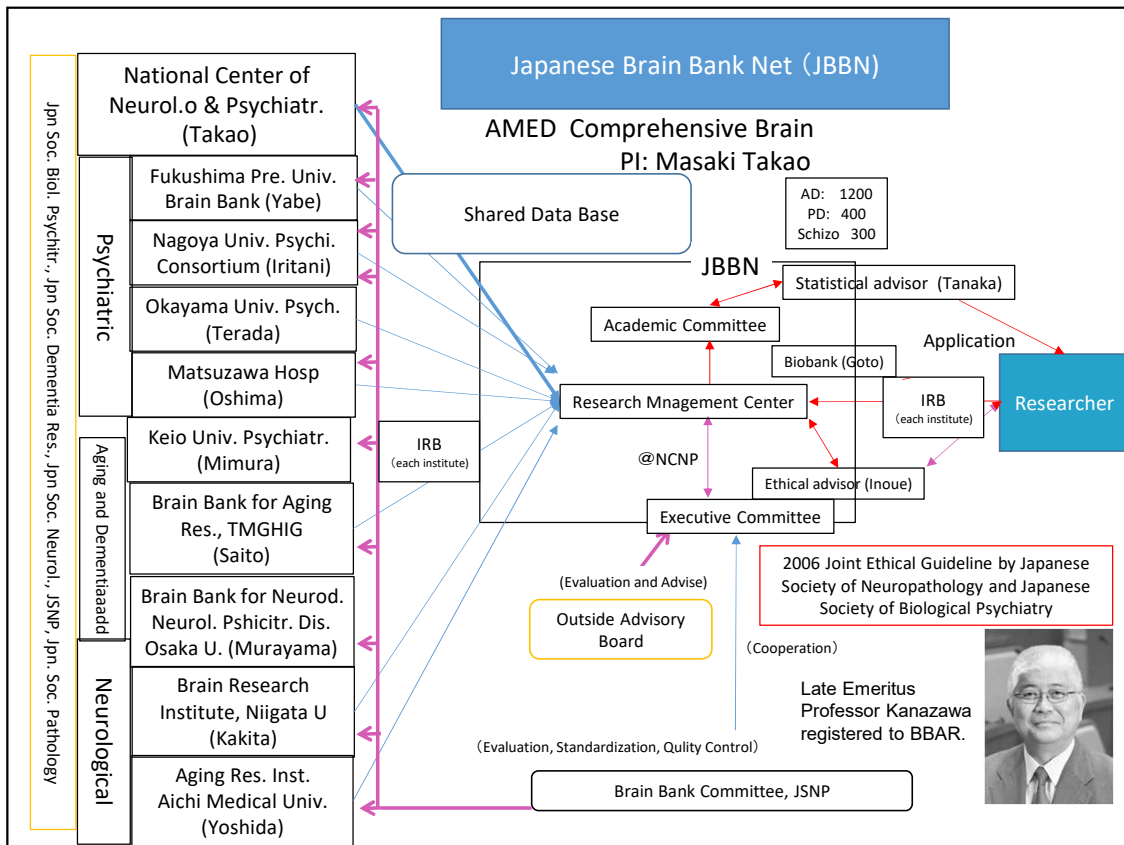 Japanese Brain Bank Net（JBBN)
AMED Comprehensive Brain
PI: Masaki Takao
Jpn Soc. Biol. Psychitr., Jpn Soc. Dementia Res., Jpn Soc. Neurol., JSNP, Jpn. Soc. Pathology
National Center of
Neurol.o & Psychiatr.
(Takao)
Psychiatric
Fukushima Pre. Univ.
Brain Bank (Yabe)
Nagoya Univ. Psychi.
Consortium (Iritani)
Okayama Univ. Psych.
(Terada)
Matsuzawa Hosp
(Oshima)
Aging and Dementiaaadd
Keio Univ. Psychiatr.
(Mimura)
Brain Bank for Aging
Res., TMGHIG
(Saito)
Brain Bank for Neurod.
Neurol. Pshicitr. Dis.
Osaka U. (Murayama)
Neurological
Brain Research
Institute, Niigata U
(Kakita)
Aging Res. Inst.
Aichi Medical Univ.
(Yoshida)
Shared Data Base
AD: 1200
PD: 400
Schizo 300
JBBN
Statistical advisor (Tanaka)
Academic Committee
Application
Biobank (Goto)
Research Mnagement Center
IRB
（each institute)
Researcher
IRB
（each institute)
＠NCNP
Ethical advisor (Inoue)
Executive Committee
(Evaluation and Advise)
Outside Advisory
Board
2006 Joint Ethical Guideline by Japanese
Society of Neuropathology and Japanese
Society of Biological Psychiatry
(Cooperation）
Late Emeritus
Professor Kanazawa
registered to BBAR.
（Evaluation, Standardization, Qulity Control）
Brain Bank Committee, JSNP